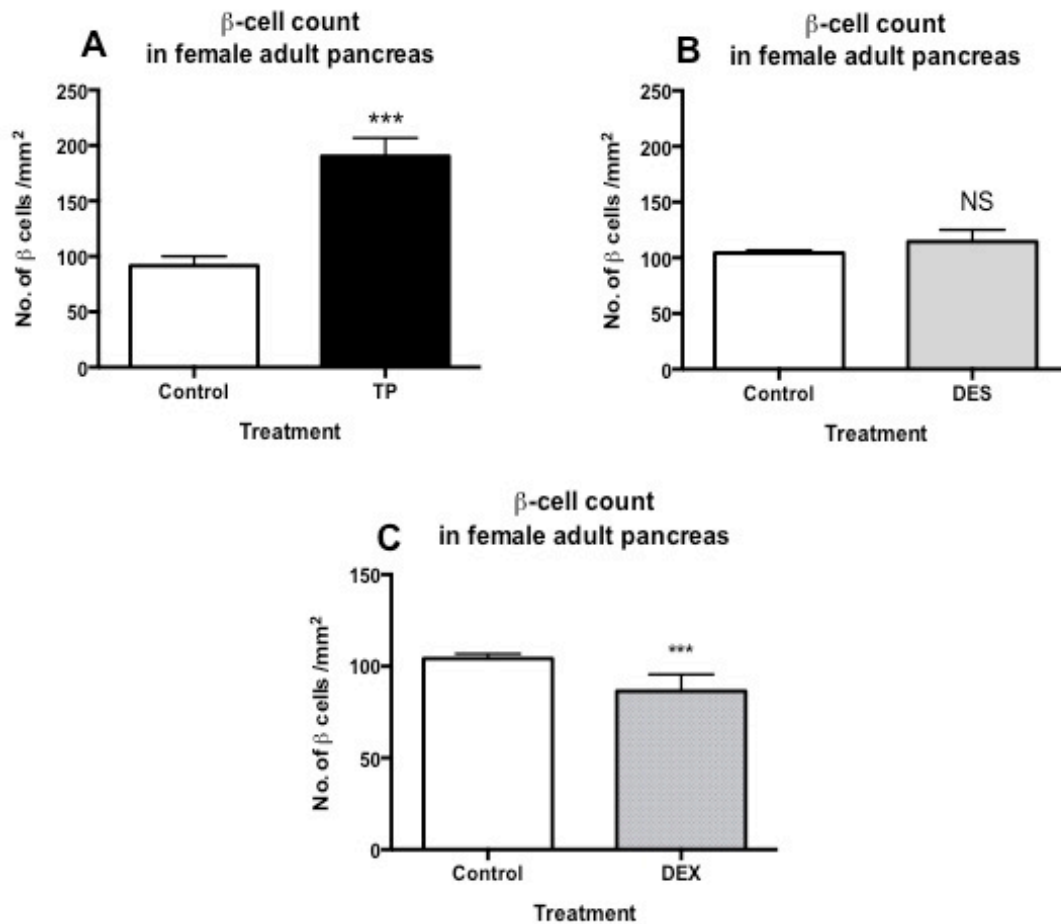 A
β-cell count
in female adult pancreas
No. of β cells /mm²
250
200
150
100
50
0
***
Control
TP
Treatment
B
β-cell count
in female adult pancreas
No. of β cells /mm²
250
200
150
100
50
0
NS
Control
DES
Treatment
C
β-cell count
in female adult pancreas
No. of β cells /mm²
150
100
50
0
***
Control
DEX
Treatment